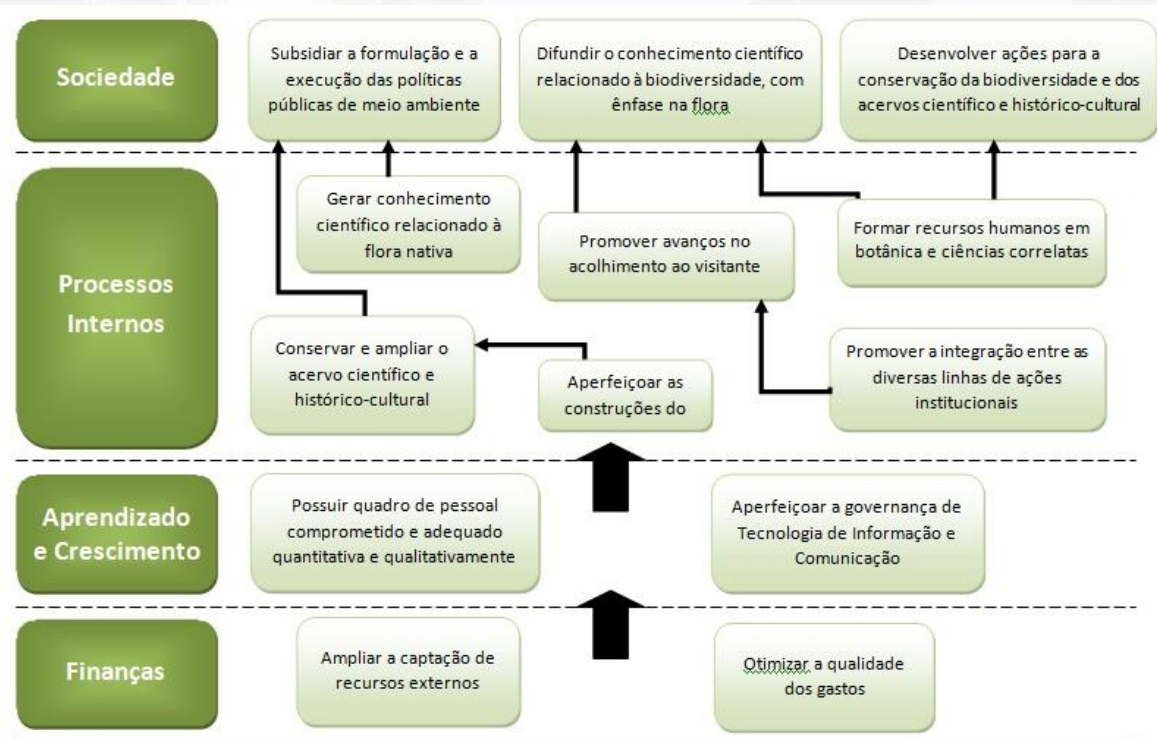 Sociedade
Subsidiar a formulação e a
execução das políticas
públicas de meio ambiente
Difundir o conhecimento científico
relacionado à biodiversidade, com
ênfase na flora
Desenvolver ações para a
conservação da biodiversidade e dos
acervos científico e histórico-cultural
Processos
Internos
Gerar conhecimento
científico relacionado à
flora nativa
Promover avanços no
acolhimento ao visitante
Formar recursos humanos em
botânica e ciências correlatas
Conservar e ampliar o
acervo científico e
histórico-cultural
Aperfeiçoar as
construções do
Promover a integração entre as
diversas linhas de ações
institucionais
Aprendizado
e Crescimento
Possuir quadro de pessoal
comprometido e adequado
quantitativa e qualitativamente
Aperfeiçoar a governança de
Tecnologia de Informação e
Comunicação
Finanças
Ampliar a captação de
recursos externos
Otimizar a qualidade
dos gastos